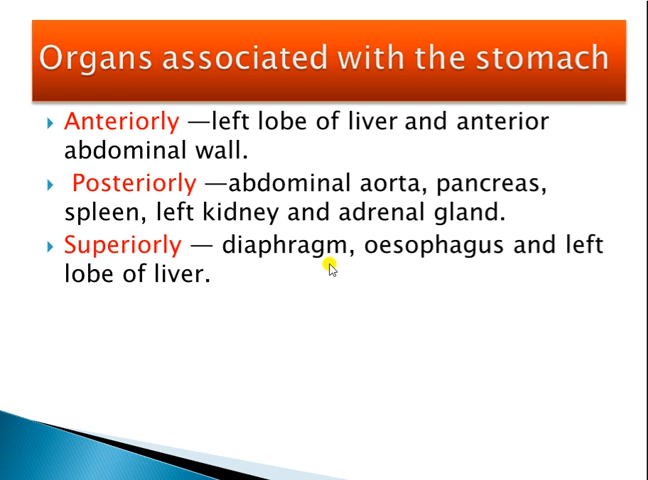 Organs associated with the stomach
Anteriorly —left lobe of liver and anterior
abdominal wall.
Posteriorly —abdominal aorta, pancreas,
spleen, left kidney and adrenal gland.
Superiorly — diaphragm, oesophagus and left
lobe of liver.